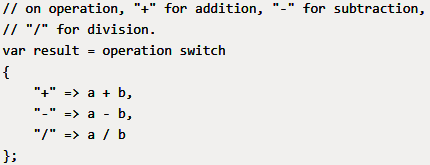 // on operation, "+" for addition, "-" for subtraction,
// "/" for division.
var result = operation switch
{
    "+" => a + b,
    "-" => a - b,
    "/" => a / b
};